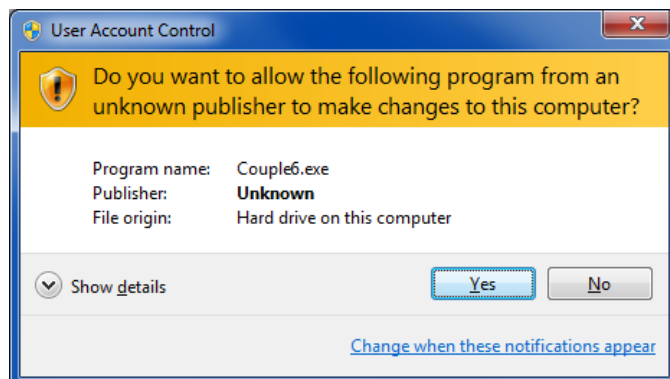 User Account Control
Do you want to allow the following program from an
unknown publisher to make changes to this computer?
Program name: Couple6.exe
Publisher: Unknown
File origin: Hard drive on this computer
Show details Yes No
Change when these notifications appear